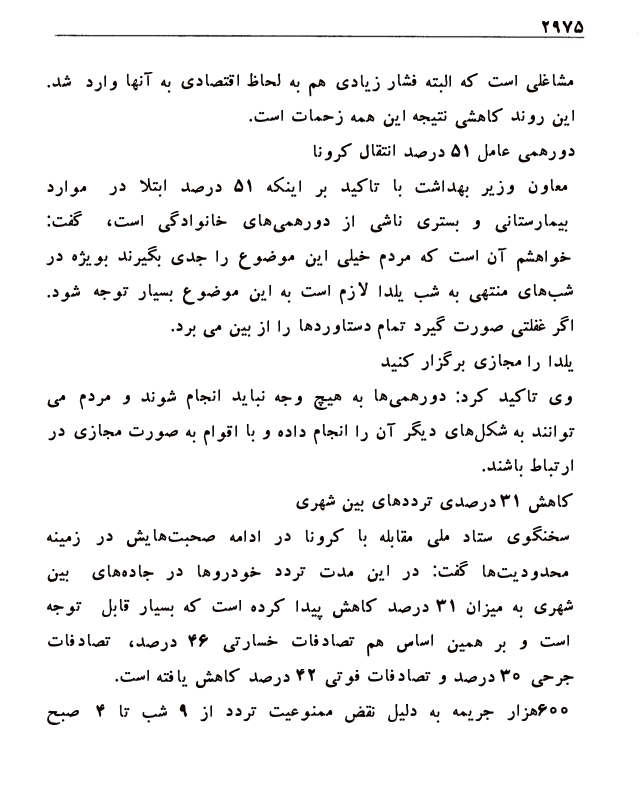 ۲۹۷۵
مشاغلی است که البته فشار زیادی هم به لحاظ اقتصادی به آنها وارد شد.
این روند کاهشی نتیجه این همه زحمات است.
دورهمی عامل ۵۱ درصد انتقال کرونا
معاون وزیر بهداشت با تاکید بر اینکه ۵۱ درصد ابتلا در موارد
بیمارستانی و بستری ناشی از دورهمی‌های خانوادگی است، گفت:
خواهشم آن است که مردم خیلی این موضوع را جدی بگیرند بویژه در
شب‌های منتهی به شب یلدا لازم است به این موضوع بسیار توجه شود.
اگر غفلتی صورت گیرد تمام دستاوردها را از بین می برد.
یلدا را مجازی برگزار کنید
وی تاکید کرد: دورهمی‌ها به هیچ وجه نباید انجام شوند و مردم می
توانند به شکل‌های دیگر آن را انجام داده و با اقوام به صورت مجازی در
ارتباط باشند.
کاهش ۳۱ درصدی ترددهای بین شهری
سخنگوی ستاد ملی مقابله با کرونا در ادامه صحبت‌هایش در زمینه
محدودیت‌ها گفت: در این مدت تردد خودروها در جاده‌های بین
شهری به میزان ۳۱ درصد کاهش پیدا کرده است که بسیار قابل توجه
است و بر همین اساس هم تصادفات خسارتی ۴۶ درصد، تصادفات
جرحی ۳۰ درصد و تصادفات فوتی ۴۲ درصد کاهش یافته است.
۶۰۰هزار جریمه به دلیل نقض ممنوعیت تردد از ۹ شب تا ۴ صبح